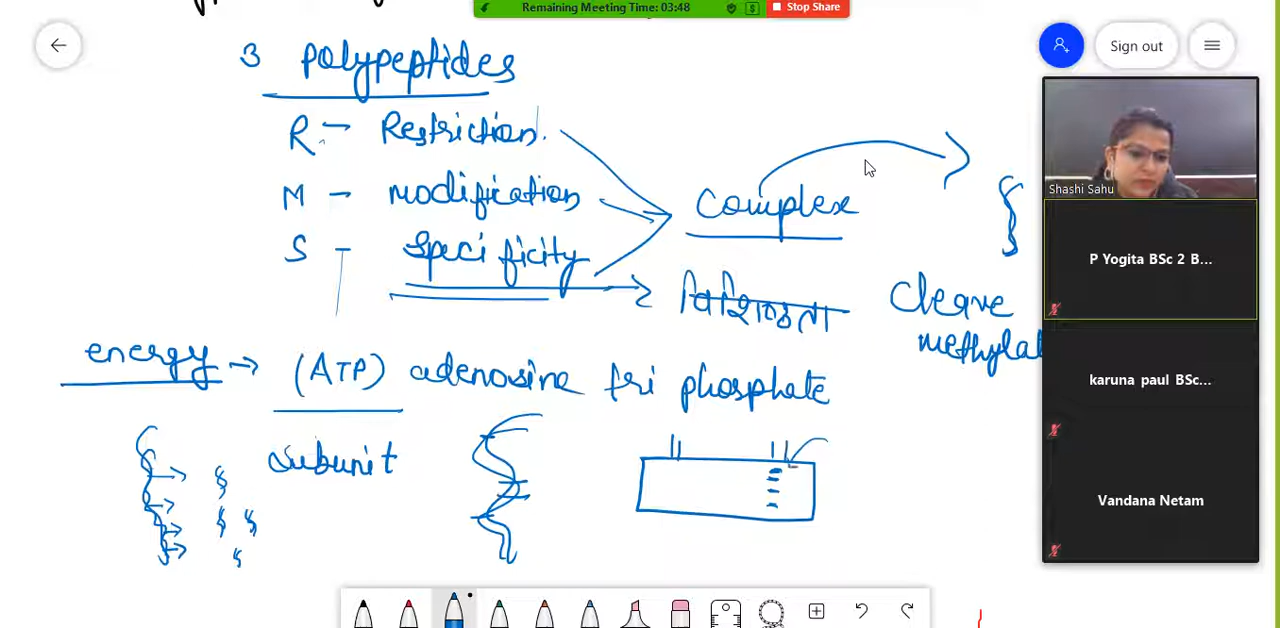 Remaining Meeting Time: 03:48
Stop Share
Sign out
3 polypeptides
R - Restriction.
M - modification
Complex
S - Specificity
विशिष्टता
Cleave
methylat
energy → (ATP) adenosine tri phosphate
subunit
Shashi Sahu
P Yogita BSc 2 B...
karuna paul BSc...
Vandana Netam